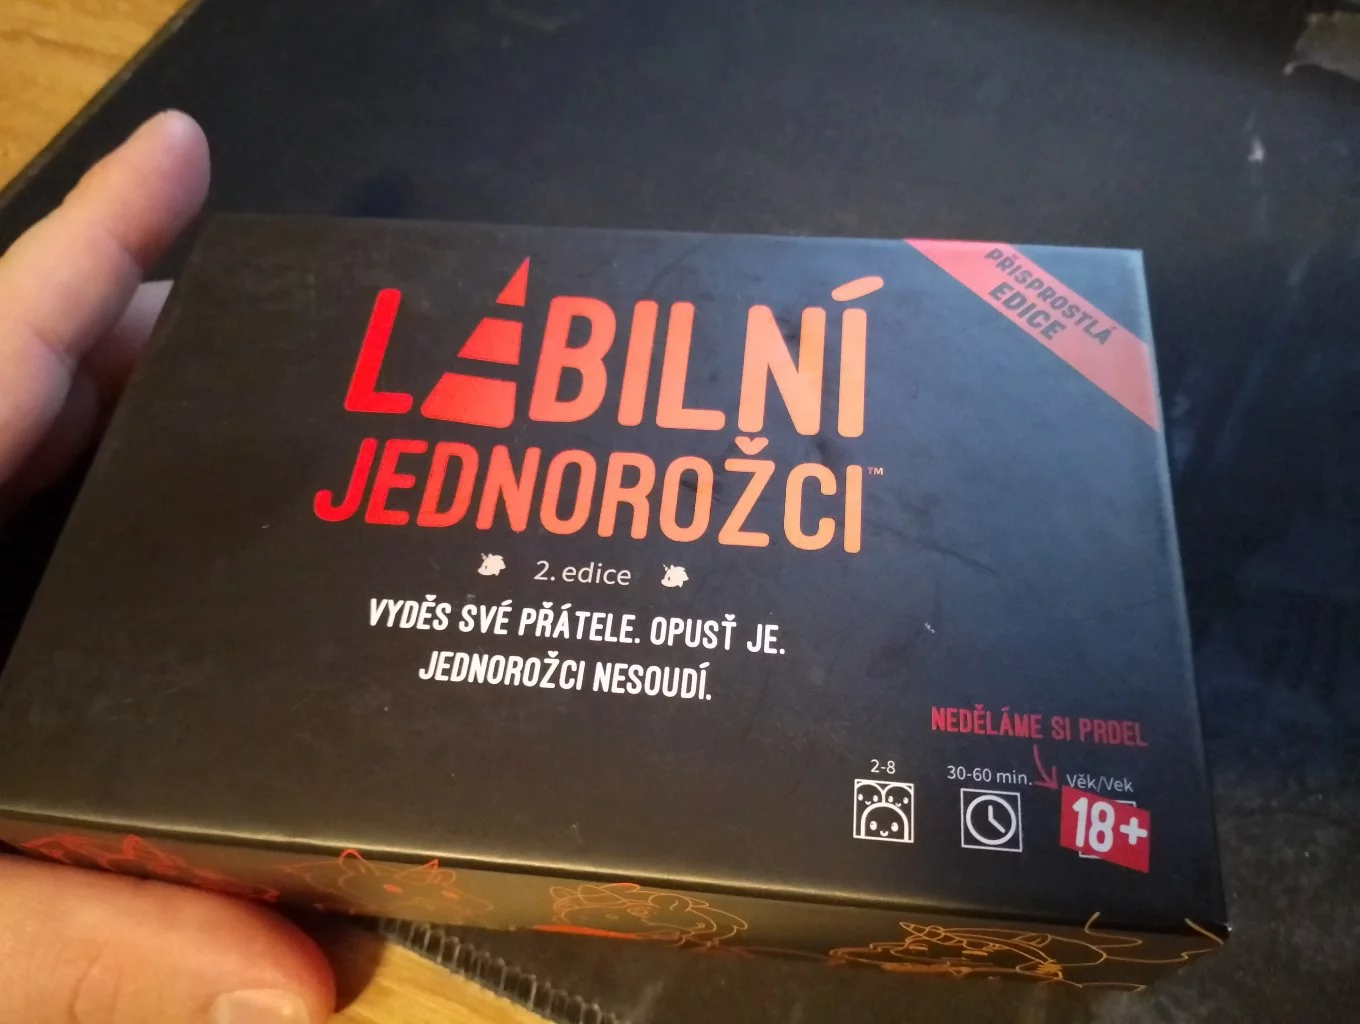 PŘISPROSTLÁ
EDICE
LABILNÍ
JEDNOROŽCI™
2. edice
VYDĚS SVÉ PŘÁTELE. OPUSŤ JE.
JEDNOROŽCI NESOUDÍ.
NEDĚLÁME SI PRDEL
2-8
30-60 min.
Věk/Vek
18+